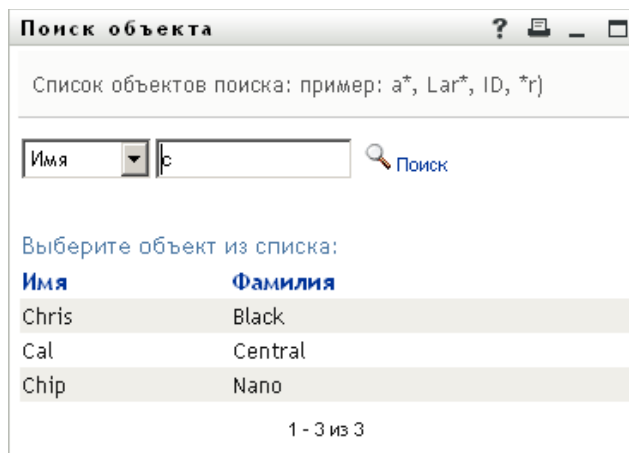 Поиск объекта ?
Список объектов поиска: пример: a*, Lar*, ID, *r)
Имя c Поиск
Выберите объект из списка:
Имя Фамилия
Chris Black
Cal Central
Chip Nano
1 - 3 из 3